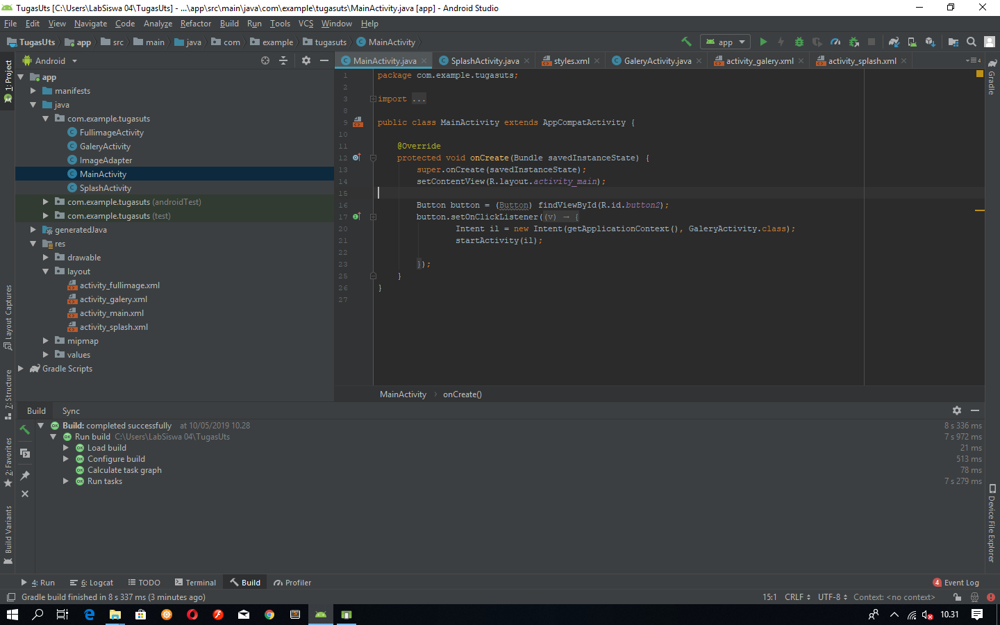 TugasUts [C:\Users\LabSiswa 04\TugasUts] - ...\app\src\main\java\com\example\tugasuts\MainActivity.java [app] - Android Studio
File Edit View Navigate Code Analyze Refactor Build Run Tools VCS Window Help
TugasUts app src main java com example tugasuts MainActivity app
Android
MainActivity.java SplashActivity.java styles.xml GaleryActivity.java activity_galery.xml activity_splash.xml 4
1: Project
Layout Captures
7: Structure
2: Favorites
Build Variants
app
manifests
java
com.example.tugasuts
FullimageActivity
GaleryActivity
ImageAdapter
MainActivity
SplashActivity
com.example.tugasuts (androidTest)
com.example.tugasuts (test)
generatedJava
res
drawable
layout
activity_fullimage.xml
activity_galery.xml
activity_main.xml
activity_splash.xml
mipmap
values
Gradle Scripts
1 package com.example.tugasuts;
2
3 import ...
8
9 public class MainActivity extends AppCompatActivity {
10
11 @Override
12 protected void onCreate(Bundle savedInstanceState) {
13 super.onCreate(savedInstanceState);
14 setContentView(R.layout.activity_main);
15
16 Button button = (Button) findViewById(R.id.button2);
17 button.setOnClickListener((v) → {
20 Intent il = new Intent(getApplicationContext(), GaleryActivity.class);
21 startActivity(il);
22
23 });
25 }
26 }
27
MainActivity onCreate()
Gradle
Device File Explorer
Build Sync
Build: completed successfully at 10/05/2019 10.28 8 s 336 ms
Run build C:\Users\LabSiswa 04\TugasUts 7 s 972 ms
Load build 21 ms
Configure build 513 ms
Calculate task graph 78 ms
Run tasks 7 s 279 ms
4: Run 6: Logcat TODO Terminal Build Profiler 4 Event Log
Gradle build finished in 8 s 337 ms (3 minutes ago) 15:1 CRLF UTF-8 Context: <no context>
10.31